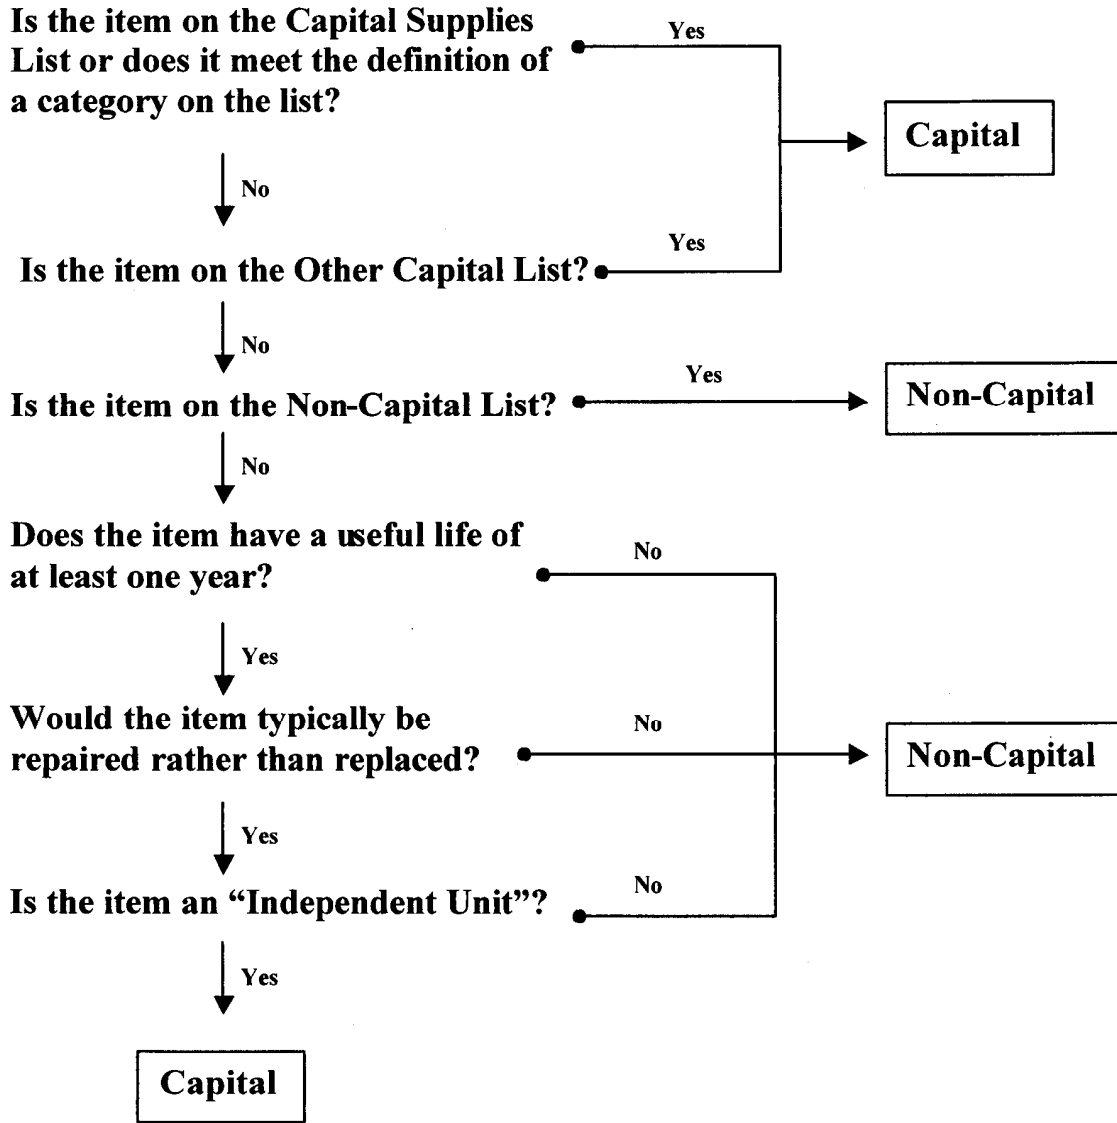 Is the item on the Capital Supplies
List or does it meet the definition of
a category on the list?
Yes
Capital
No
Yes
Is the item on the Other Capital List?
No
Yes
Is the item on the Non-Capital List?
Non-Capital
No
Does the item have a useful life of
at least one year?
No
Yes
Would the item typically be
repaired rather than replaced?
No
Non-Capital
Yes
Is the item an “Independent Unit”?
No
Yes
Capital